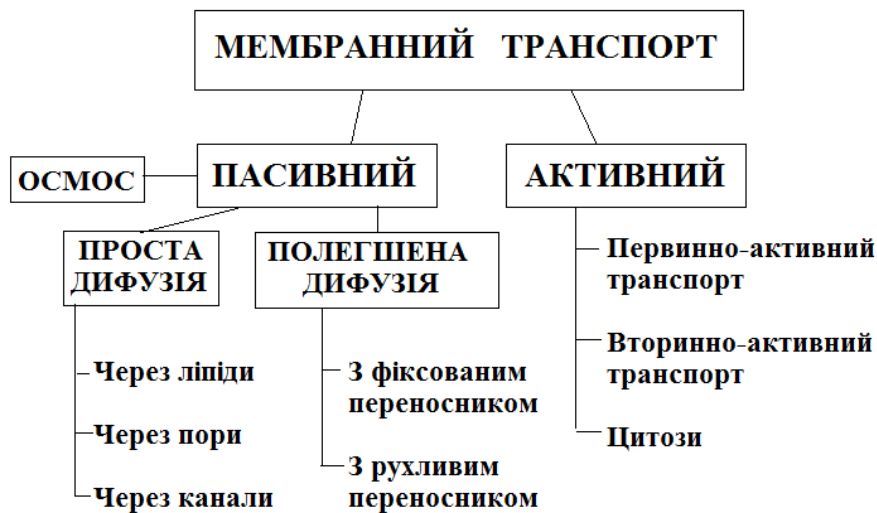 МЕМБРАННИЙ ТРАНСПОРТ
ОСМОС
ПАСИВНИЙ
АКТИВНИЙ
ПРОСТА
ДИФУЗІЯ
ПОЛЕГШЕНА
ДИФУЗІЯ
Через ліпіди
Через пори
Через канали
З фіксованим
переносником
З рухливим
переносником
Первинно-активний
транспорт
Вторинно-активний
транспорт
Цитози